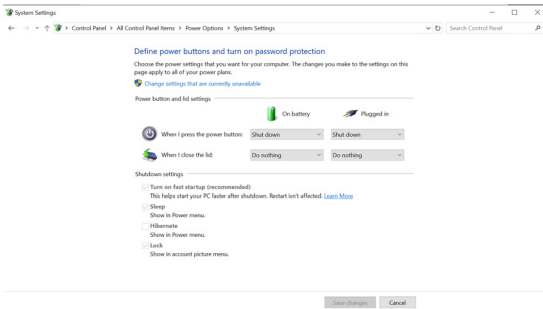 System Settings
Control Panel > All Control Panel Items > Power Options > System Settings
Search Control Panel
Define power buttons and turn on password protection
Choose the power settings that you want for your computer. The changes you make to the settings on this
page apply to all of your power plans.
Change settings that are currently unavailable
Power button and lid settings
On battery Plugged in
When I press the power button: Shut down Shut down
When I close the lid: Do nothing Do nothing
Shutdown settings
Turn on fast startup (recommended)
This helps start your PC faster after shutdown. Restart isn't affected. Learn More
Sleep
Show in Power menu.
Hibernate
Show in Power menu.
Lock
Show in account picture menu.
Save changes Cancel